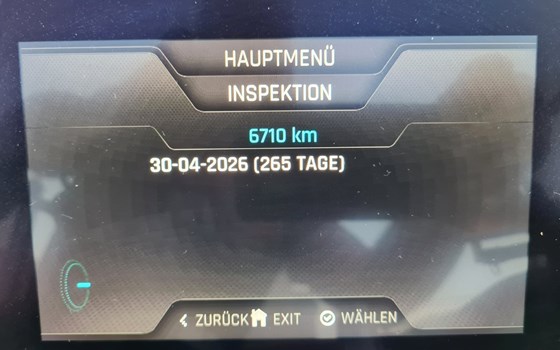 HAUPTMENÜ
INSPEKTION
6710 km
30-04-2026 (265 TAGE)
ZURÜCK EXIT WÄHLEN